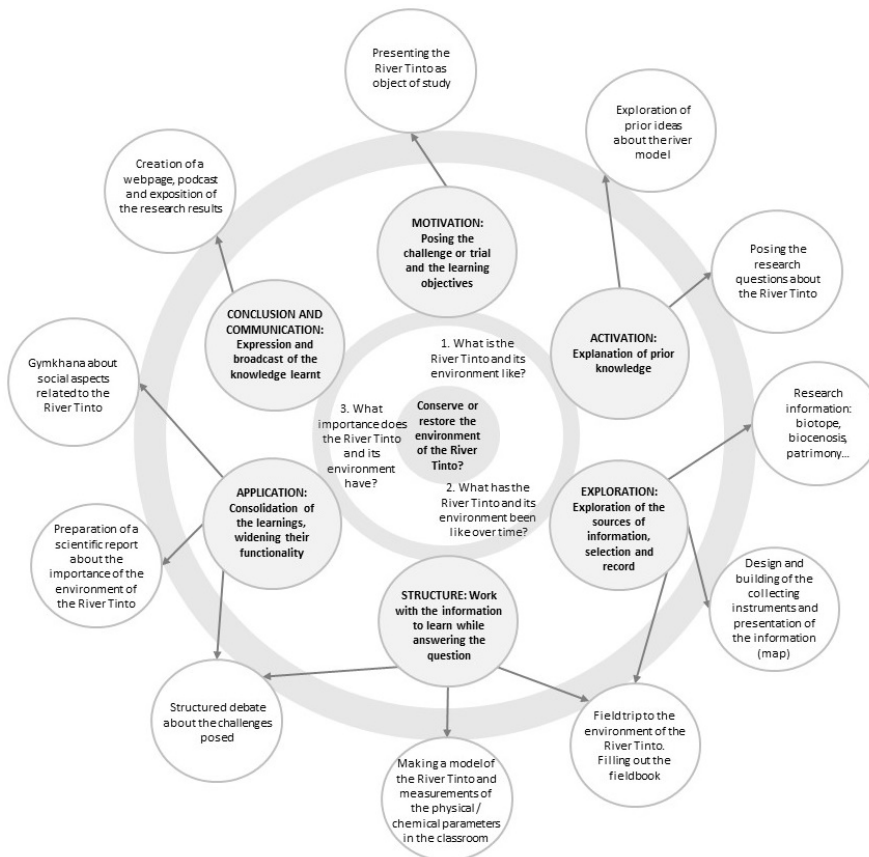 Presenting the
River Tinto as
object of study
Exploration of
prior ideas
about the river
model
Creation of a
webpage, podcast
and exposition of
the research results
MOTIVATION:
Posing the
challenge or trial
and the learning
objectives
Posing the
research
questions about
the River Tinto
CONCLUSION AND
COMMUNICATION:
Expression and
broadcast of the
knowledge learnt
1. What is the
River Tinto and its
environment like?
ACTIVATION:
Explanation of prior
knowledge
Gymkhana about
social aspects
related to the
River Tinto
3. What
importance does
the River Tinto
and its
environment
have?
Conserve or
restore the
environment
of the River
Tinto?
Research
information:
biotope,
biocenosis,
patrimony...
2. What has the
River Tinto and its
environment been
like over time?
APPLICATION:
Consolidation of
the learnings,
widening their
functionality
EXPLORATION:
Exploration of the
sources of
information,
selection and
record
Preparation of a
scientific report
about the
importance of the
environment of
the River Tinto
Design and
building of the
collecting
instruments and
presentation of
the information
(map)
STRUCTURE: Work
with the information
to learn while
answering the
question
Structured debate
about the challenges
posed
Field trip to the
environment of the
River Tinto.
Filling out the
fieldbook
Making a model of
the River Tinto and
measurements of
the physical /
chemical parameters
in the classroom